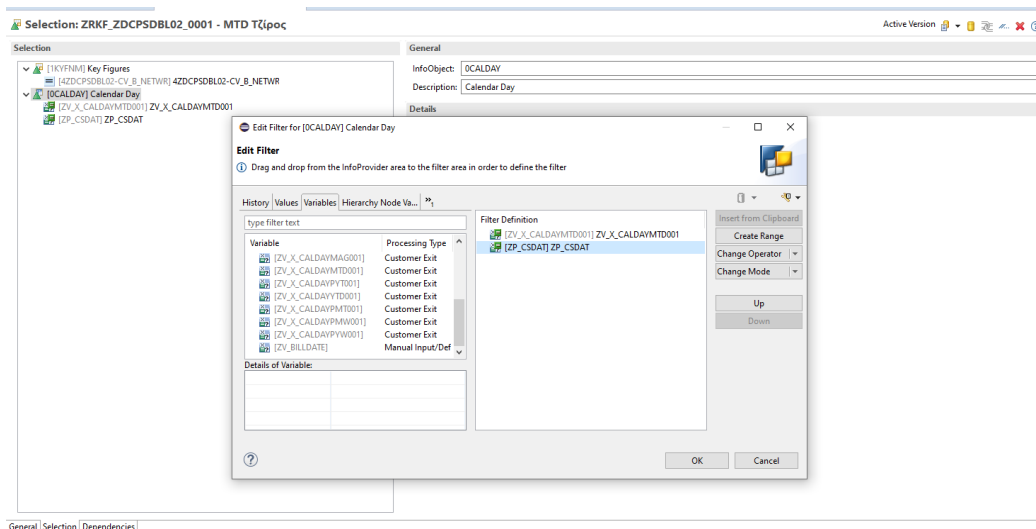 Selection: ZRKF_ZDCPSDBL02_0001 - MTD Τζίρος
Active Version
Selection
[1KYFNM] Key Figures
[4ZDCPSDBL02-CV_B_NETWR] 4ZDCPSDBL02-CV_B_NETWR
[0CALDAY] Calendar Day
[ZV_X_CALDAYMTD001] ZV_X_CALDAYMTD001
[ZP_CSDAT] ZP_CSDAT
General
InfoObject: 0CALDAY
Description: Calendar Day
Details
Edit Filter for [0CALDAY] Calendar Day
Edit Filter
Drag and drop from the InfoProvider area to the filter area in order to define the filter
History Values Variables Hierarchy Node Va... »1
type filter text
Variable Processing Type
[ZV_X_CALDAYMAG001] Customer Exit
[ZV_X_CALDAYMTD001] Customer Exit
[ZV_X_CALDAYPYT001] Customer Exit
[ZV_X_CALDAYYTD001] Customer Exit
[ZV_X_CALDAYPMT001] Customer Exit
[ZV_X_CALDAYPMW001] Customer Exit
[ZV_X_CALDAYPYW001] Customer Exit
[ZV_BILLDATE] Manual Input/Def
Details of Variable:
Filter Definition
[ZV_X_CALDAYMTD001] ZV_X_CALDAYMTD001
[ZP_CSDAT] ZP_CSDAT
Insert from Clipboard
Create Range
Change Operator
Change Mode
Up
Down
OK Cancel
General Selection Dependencies